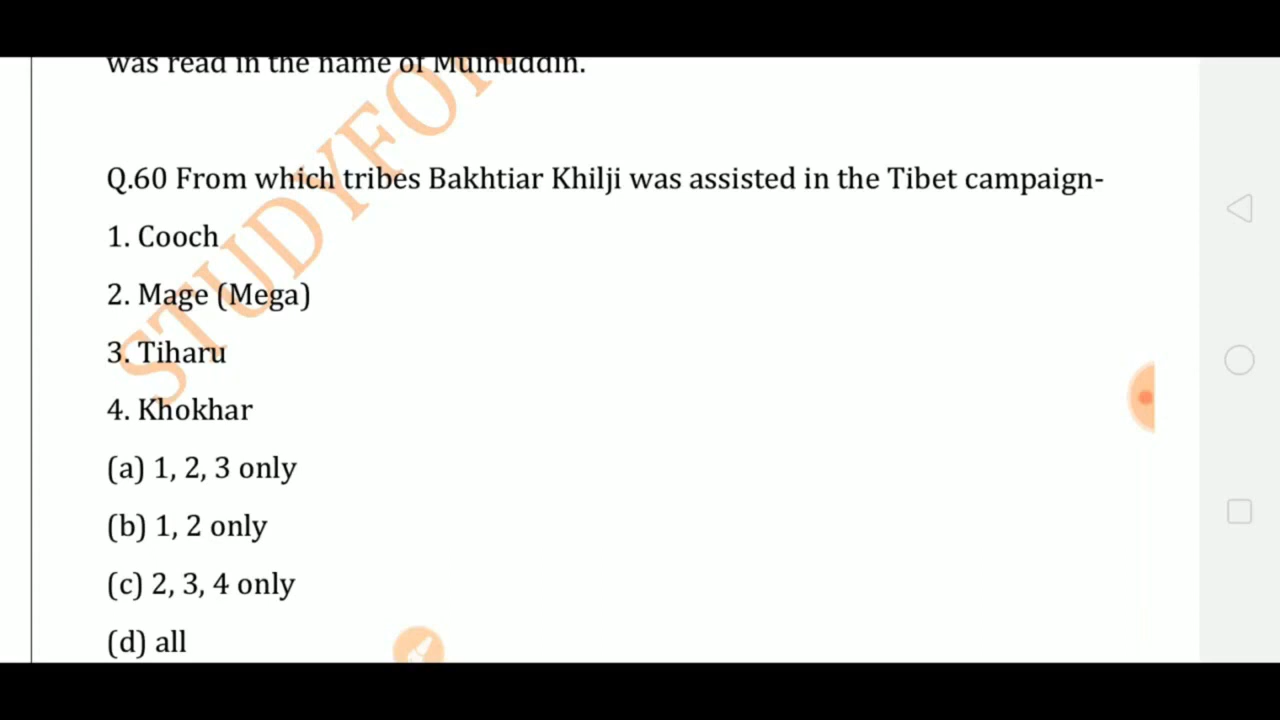 was read in the name of Muinuddin.
STUDYFO
Q.60 From which tribes Bakhtiar Khilji was assisted in the Tibet campaign-
1. Cooch
2. Mage (Mega)
3. Tiharu
4. Khokhar
(a) 1, 2, 3 only
(b) 1, 2 only
(c) 2, 3, 4 only
(d) all